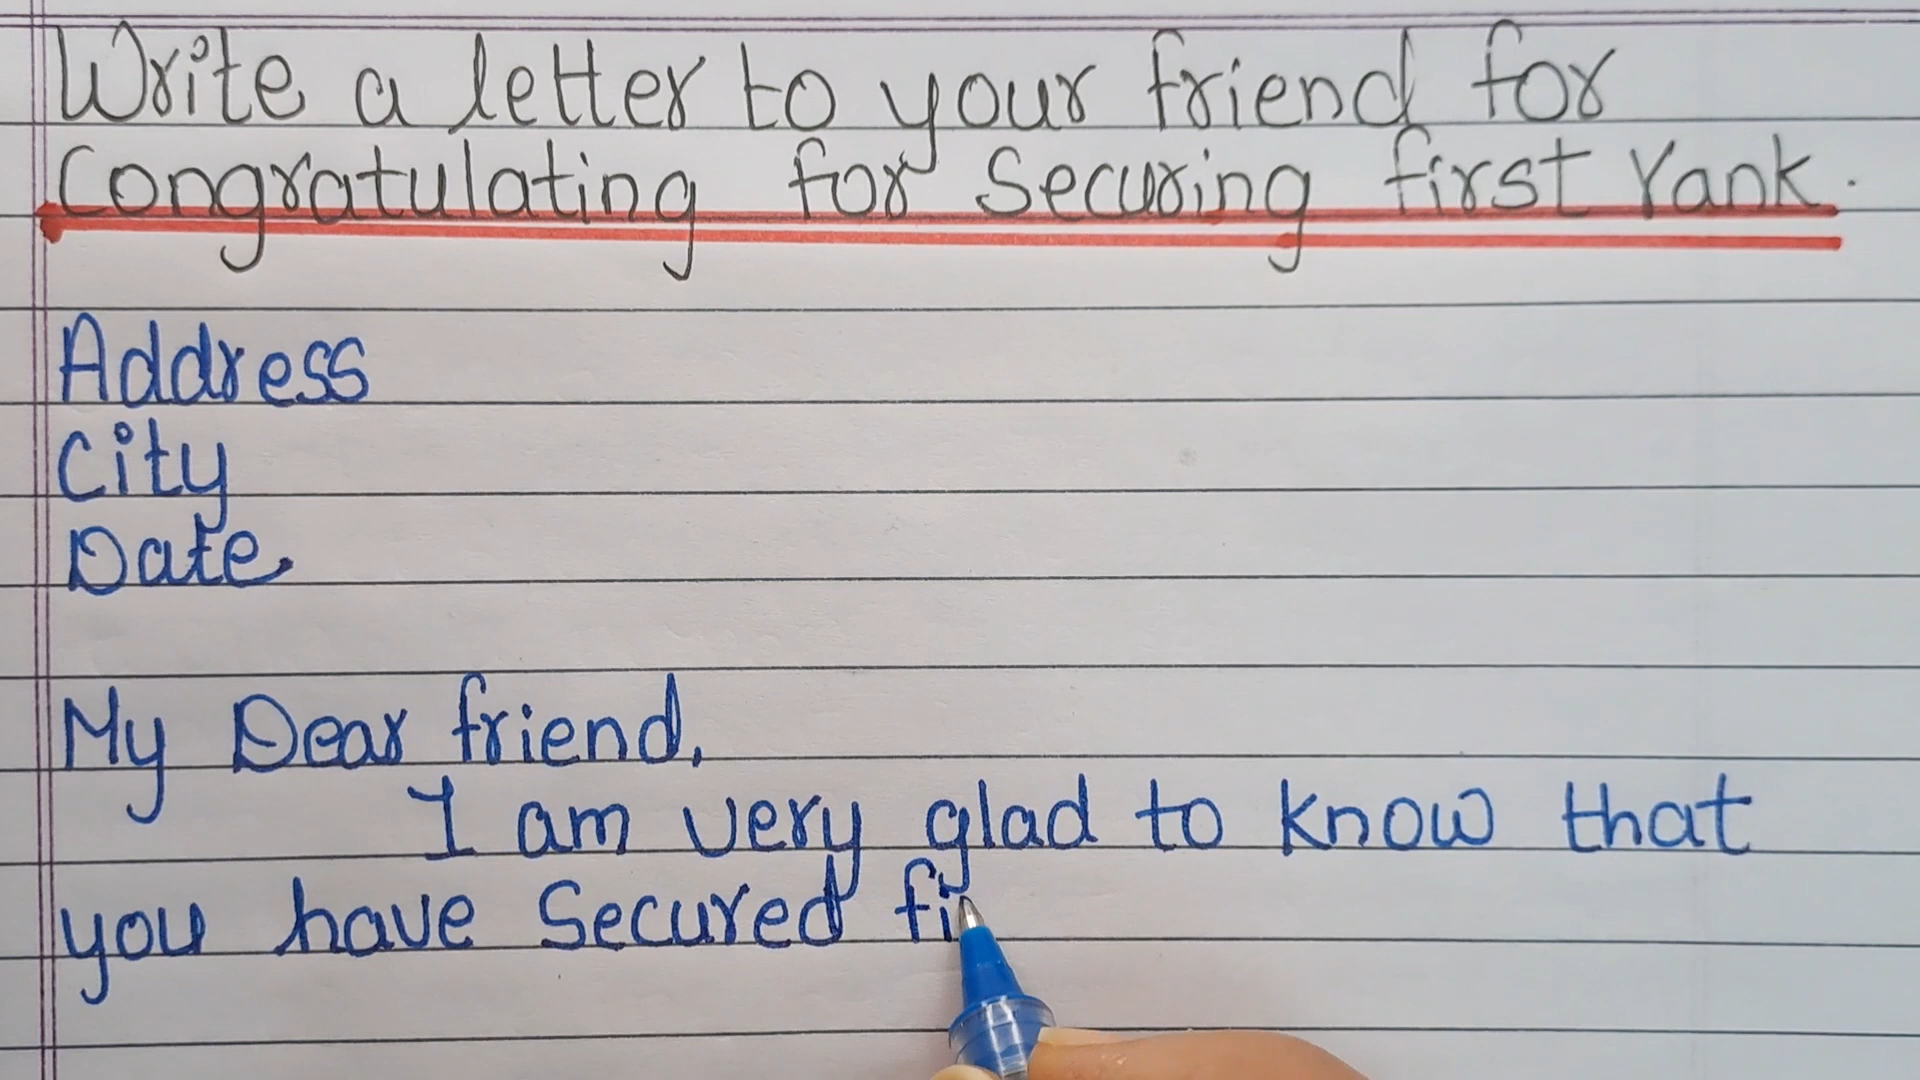 Write a letter to your friend for
Congratulating for Securing first rank.
Address
City
Date.
My Dear friend,
I am very glad to know that
you have Secured fi